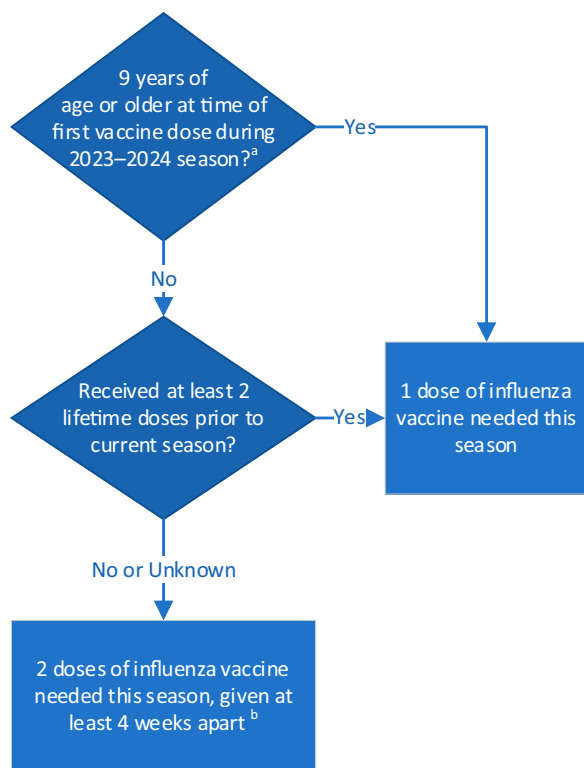 9 years of
age or older at time of
first vaccine dose during
2023–2024 season?ᵃ
Yes
No
Received at least 2
lifetime doses prior to
current season?
Yes
1 dose of influenza
vaccine needed this
season
No or Unknown
2 doses of influenza vaccine
needed this season, given at
least 4 weeks apart ᵇ